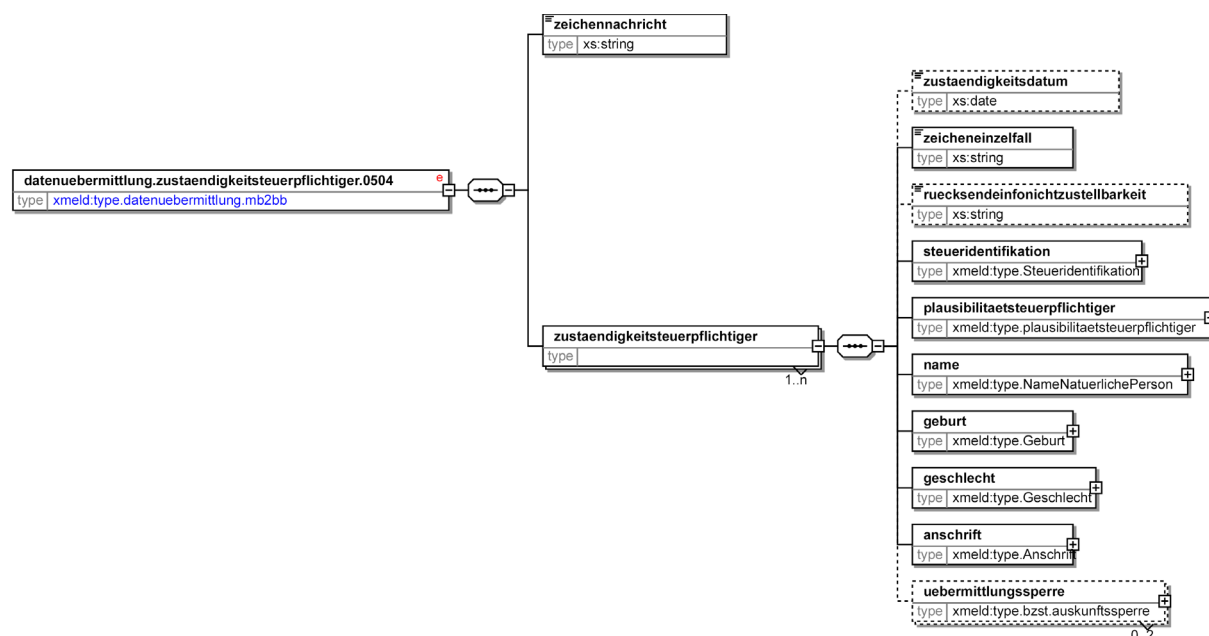 zeichennachricht
type xs:string
zustaendigkeitsdatum
type xs:date
zeicheneinzelfall
type xs:string
datenuebermittlung.zustaendigkeitsteuerpflichtiger.0504 e
type xmeld:type.datenuebermittlung.mb2bb
ruecksendeinfonichtzustellbarkeit
type xs:string
steueridentifikation
type xmeld:type.Steueridentifikation
plausibilitaetsteuerpflichtiger
type xmeld:type.plausibilitaetsteuerpflichtiger
zustaendigkeitsteuerpflichtiger
type
1..n
name
type xmeld:type.NameNatuerlichePerson
geburt
type xmeld:type.Geburt
geschlecht
type xmeld:type.Geschlecht
anschrift
type xmeld:type.Anschrift
uebermittlungssperre
type xmeld:type.bzst.auskunftssperre
0..2